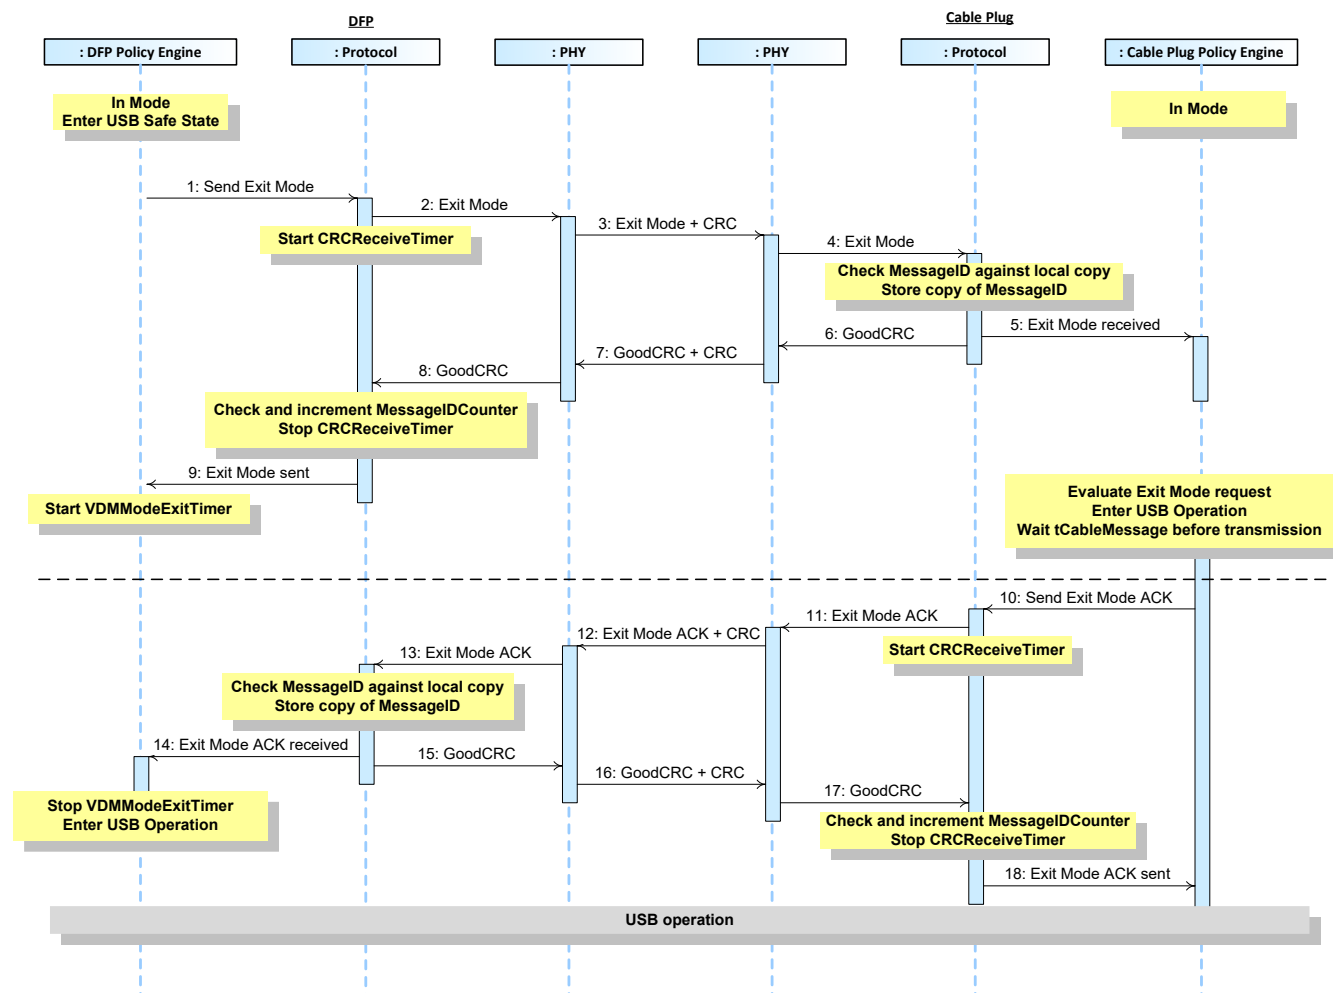 DFP
Cable Plug
: DFP Policy Engine
: Protocol
: PHY
: PHY
: Protocol
: Cable Plug Policy Engine
In Mode
Enter USB Safe State
In Mode
1: Send Exit Mode
2: Exit Mode
3: Exit Mode + CRC
Start CRCReceiveTimer
4: Exit Mode
Check MessageID against local copy
Store copy of MessageID
5: Exit Mode received
6: GoodCRC
7: GoodCRC + CRC
8: GoodCRC
Check and increment MessageIDCounter
Stop CRCReceiveTimer
9: Exit Mode sent
Start VDMModeExitTimer
Evaluate Exit Mode request
Enter USB Operation
Wait tCableMessage before transmission
10: Send Exit Mode ACK
11: Exit Mode ACK
12: Exit Mode ACK + CRC
13: Exit Mode ACK
Start CRCReceiveTimer
Check MessageID against local copy
Store copy of MessageID
14: Exit Mode ACK received
15: GoodCRC
16: GoodCRC + CRC
17: GoodCRC
Stop VDMModeExitTimer
Enter USB Operation
Check and increment MessageIDCounter
Stop CRCReceiveTimer
18: Exit Mode ACK sent
USB operation